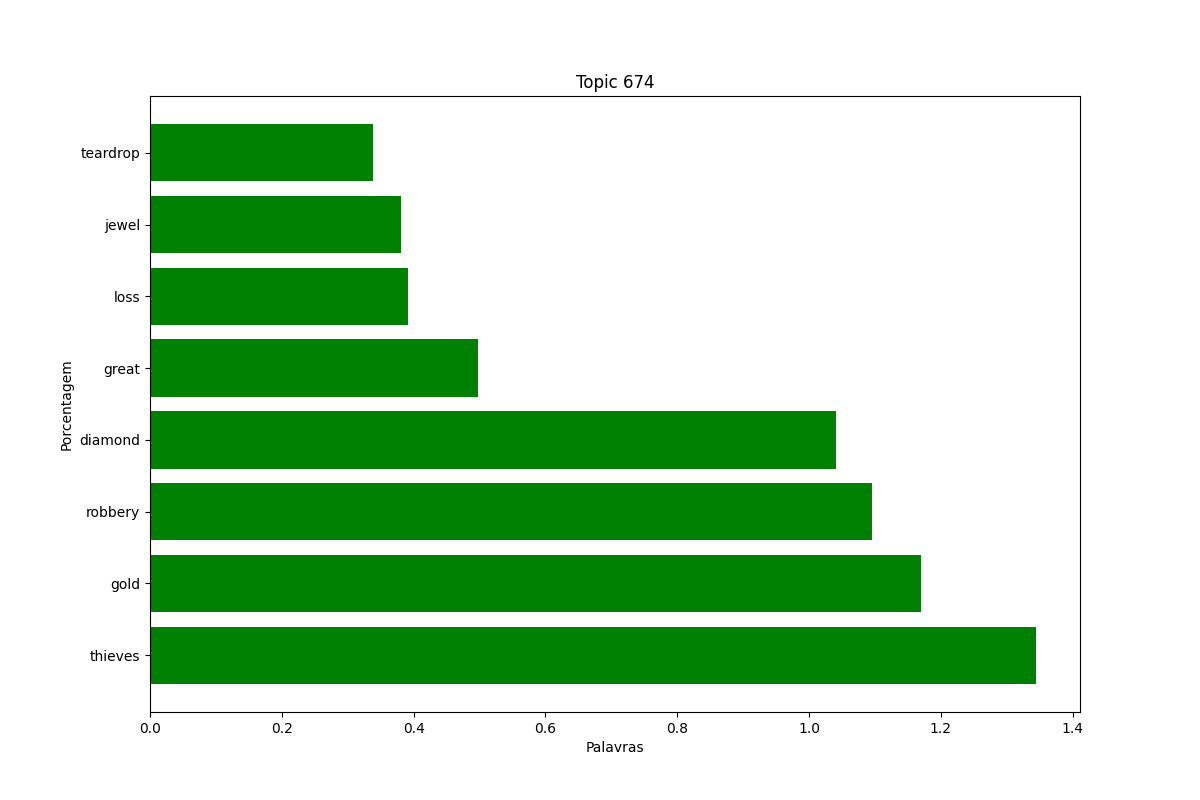 Topic 674
teardrop
jewel
loss
great
diamond
robbery
gold
thieves
Porcentagem
0.0 0.2 0.4 0.6 0.8 1.0 1.2 1.4
Palavras